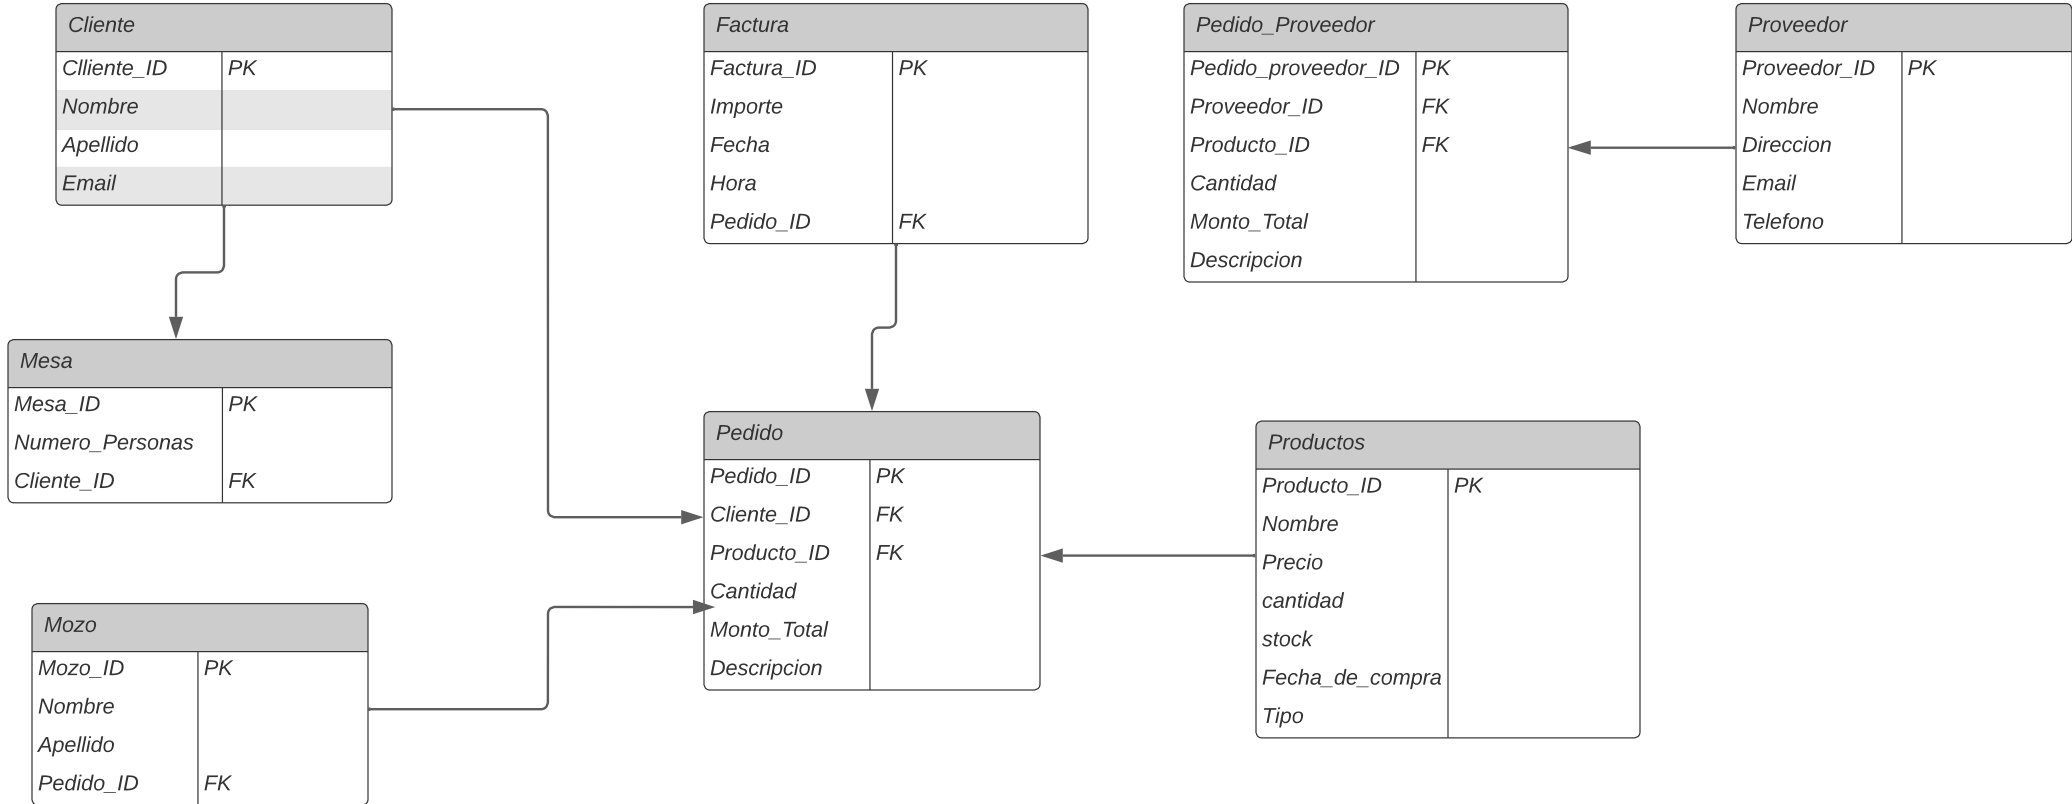 Cliente
Clliente_ID PK
Nombre
Apellido
Email
Mesa
Mesa_ID PK
Numero_Personas
Cliente_ID FK
Mozo
Mozo_ID PK
Nombre
Apellido
Pedido_ID FK
Factura
Factura_ID PK
Importe
Fecha
Hora
Pedido_ID FK
Pedido
Pedido_ID PK
Cliente_ID FK
Producto_ID FK
Cantidad
Monto_Total
Descripcion
Pedido_Proveedor
Pedido_proveedor_ID PK
Proveedor_ID FK
Producto_ID FK
Cantidad
Monto_Total
Descripcion
Productos
Producto_ID PK
Nombre
Precio
cantidad
stock
Fecha_de_compra
Tipo
Proveedor
Proveedor_ID PK
Nombre
Direccion
Email
Telefono